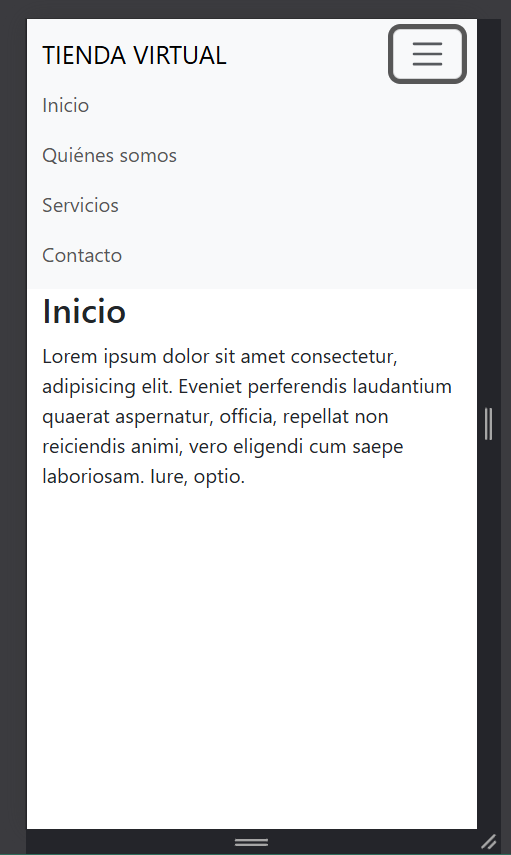 TIENDA VIRTUAL
Inicio
Quiénes somos
Servicios
Contacto
Inicio
Lorem ipsum dolor sit amet consectetur,
adipisicing elit. Eveniet perferendis laudantium
quaerat aspernatur, officia, repellat non
reiciendis animi, vero eligendi cum saepe
laboriosam. Iure, optio.